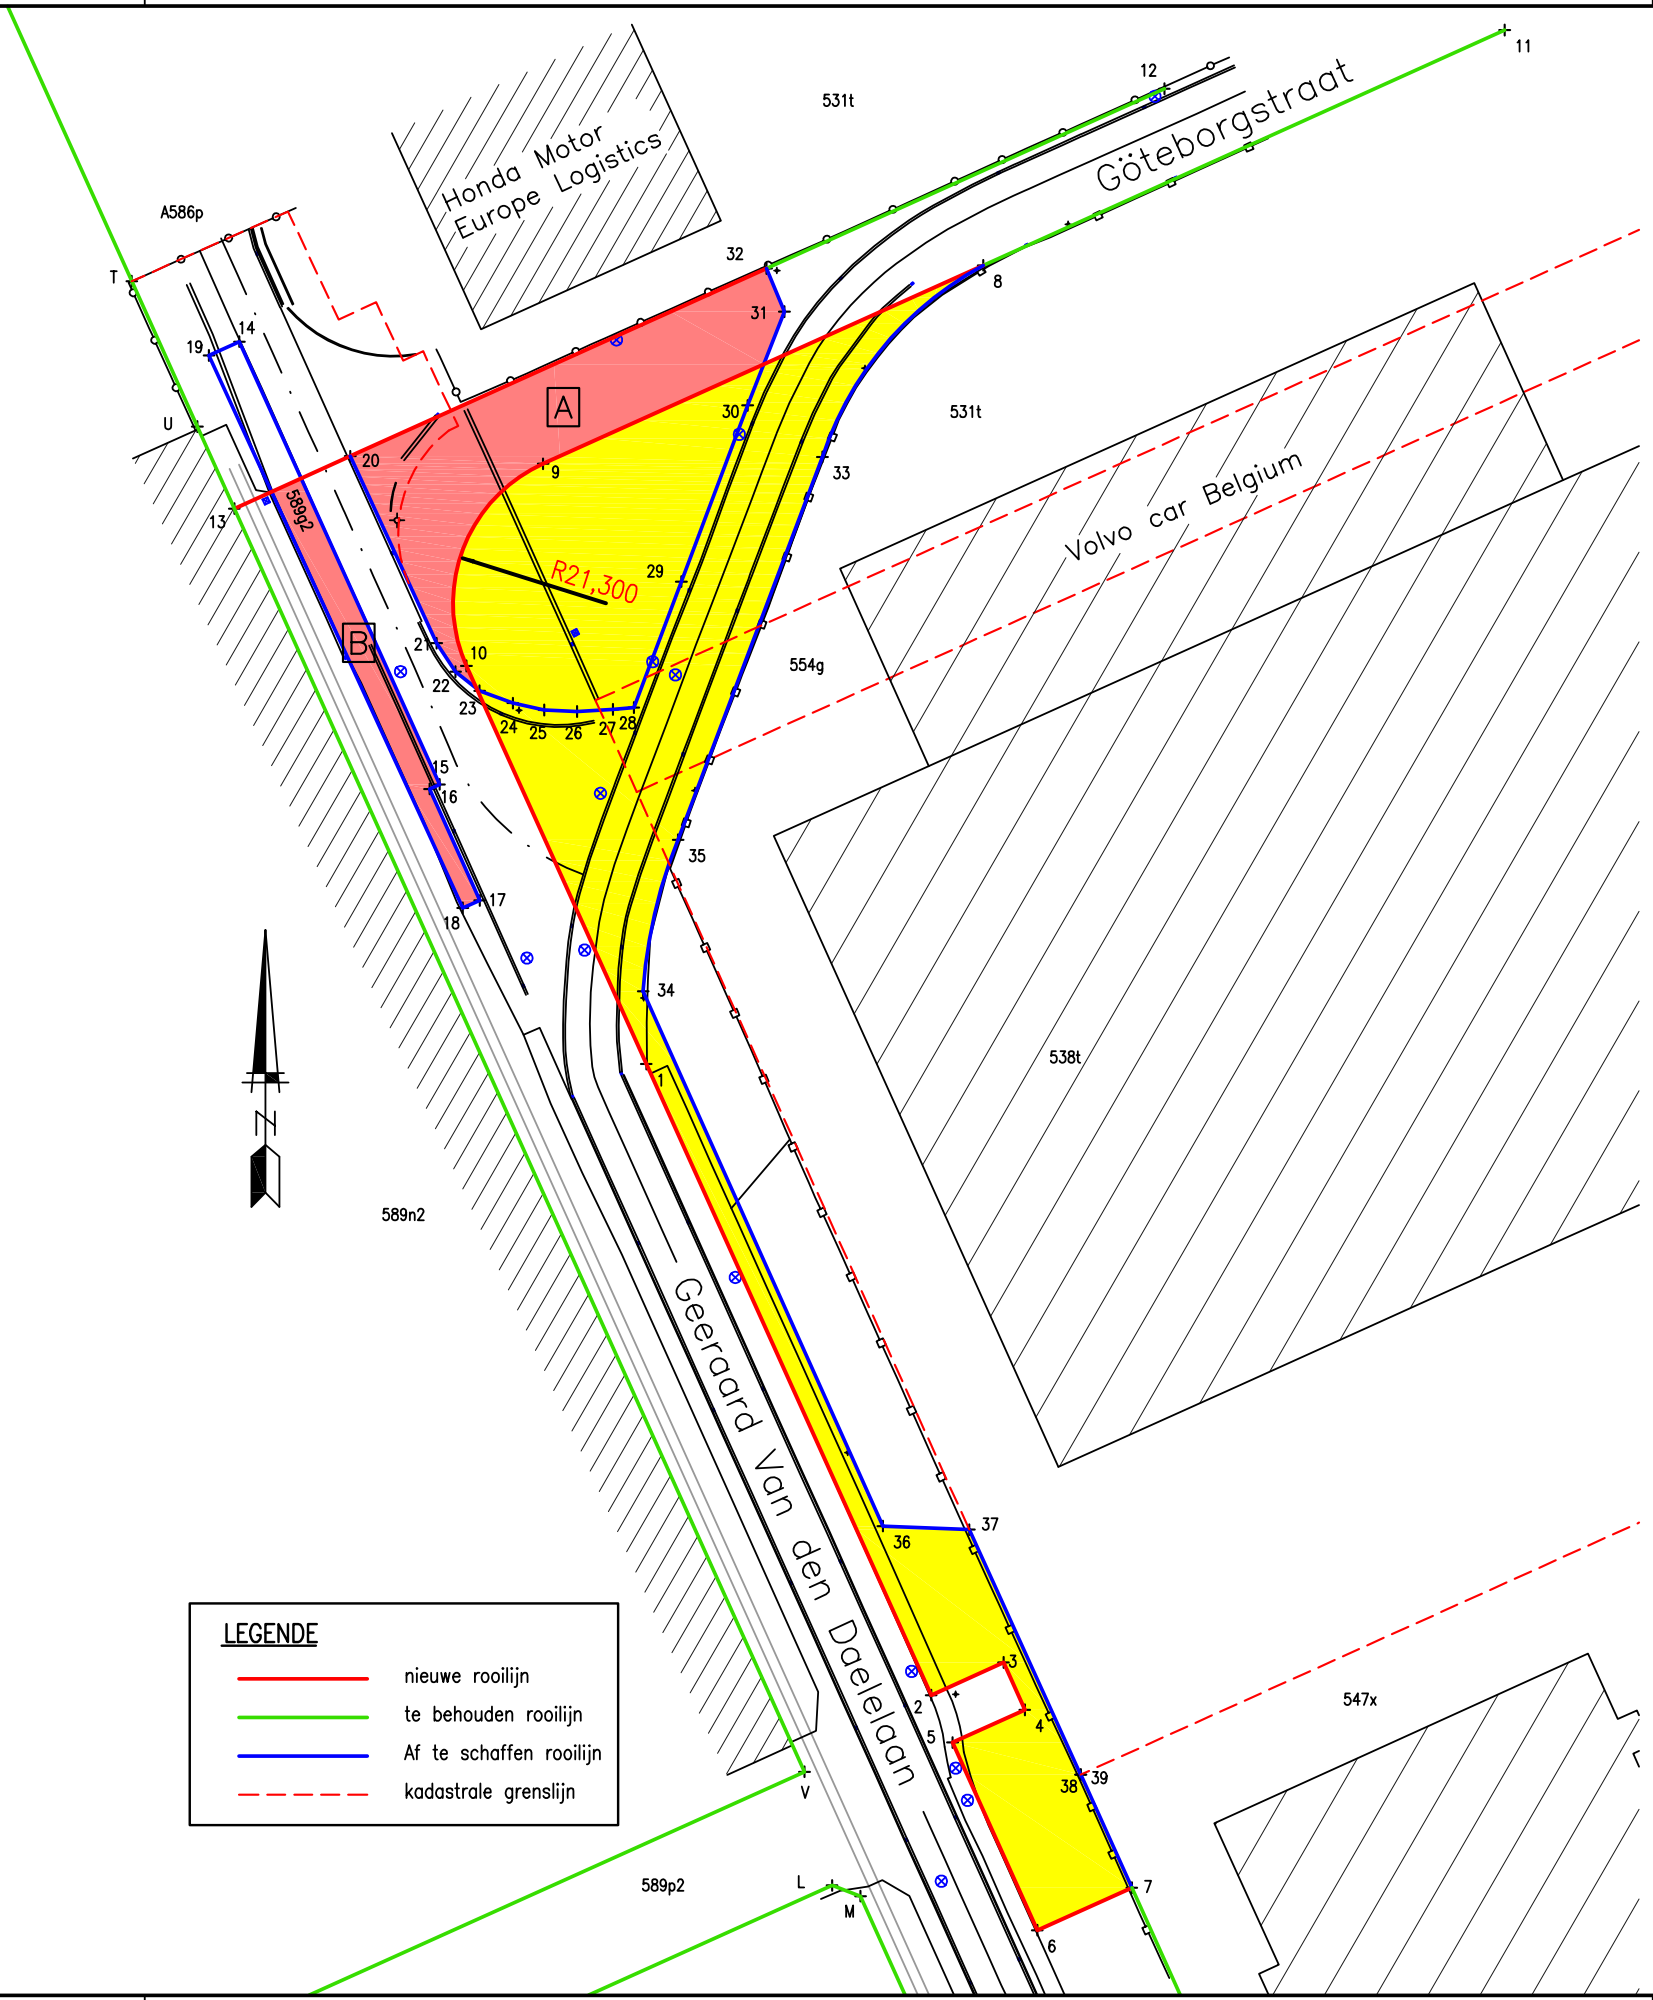 11
12
531t
Göteborgstraat
Honda Motor
Europe Logistics
A586p
T
32
8
31
14
19
A
30
531t
U
20
9
33
Volvo car Belgium
589g2
13
R21,300
29
B
21
10
554g
22
23
24
25
26
27
28
15
16
35
17
18
34
1
538t
N
589n2
Geeraard Van den Daelelaan
36
37
LEGENDE
nieuwe rooilijn
te behouden rooilijn
Af te schaffen rooilijn
kadastrale grenslijn
3
2
4
5
547x
38
39
V
L
M
589p2
7
6